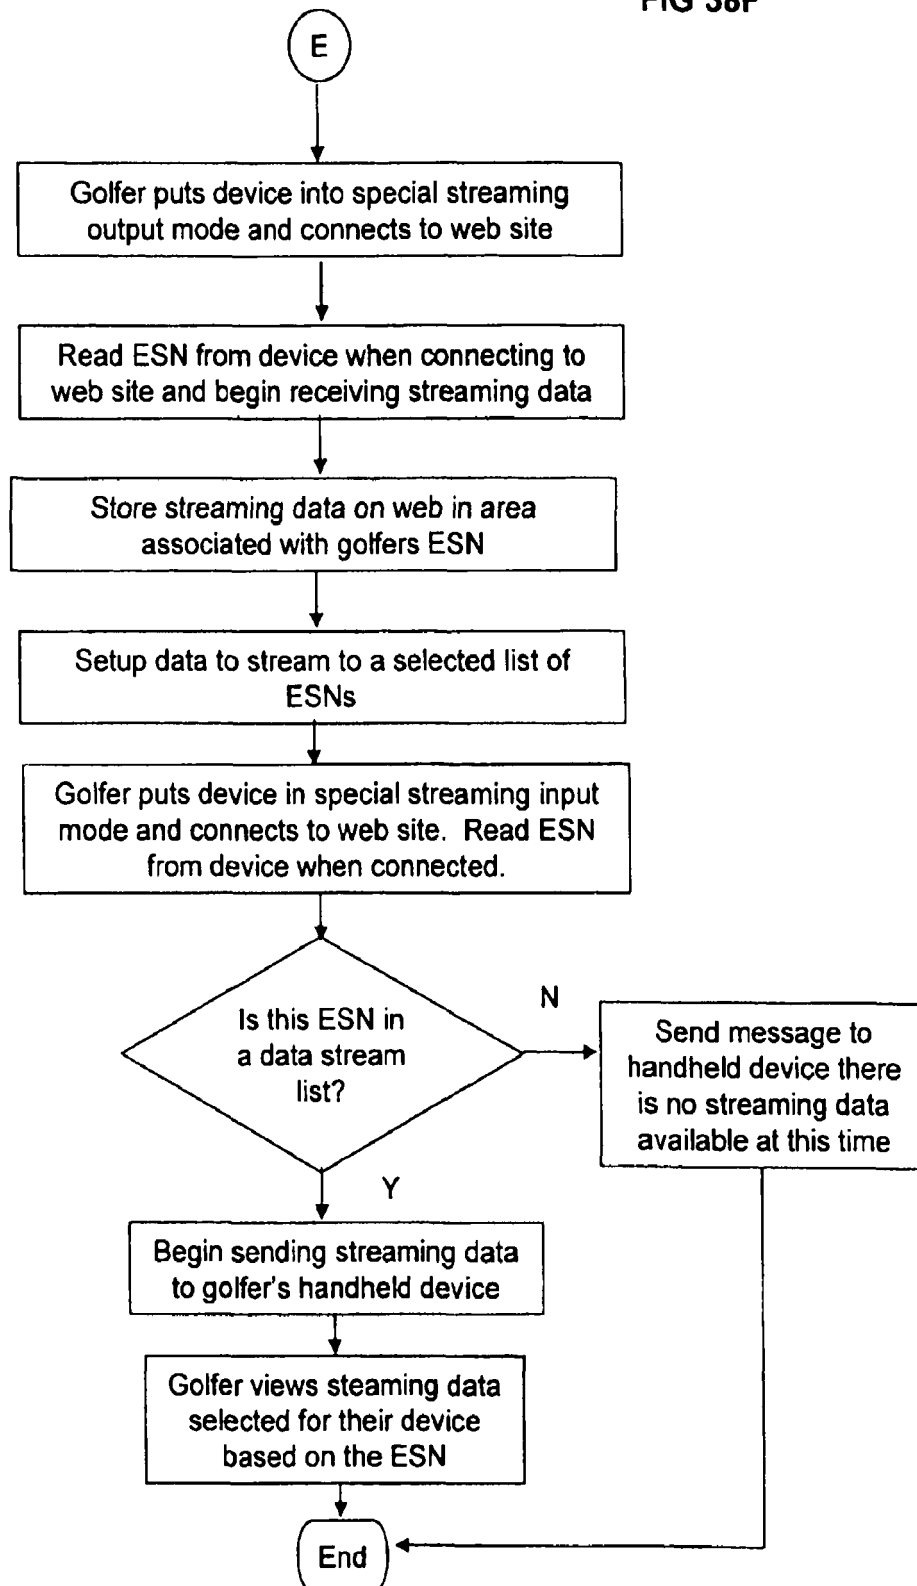 FIG 38F
E
Golfer puts device into special streaming
output mode and connects to web site
Read ESN from device when connecting to
web site and begin receiving streaming data
Store streaming data on web in area
associated with golfers ESN
Setup data to stream to a selected list of
ESNs
Golfer puts device in special streaming input
mode and connects to web site. Read ESN
from device when connected.
Is this ESN in
a data stream
list?
N
Send message to
handheld device there
is no streaming data
available at this time
Y
Begin sending streaming data
to golfer's handheld device
Golfer views steaming data
selected for their device
based on the ESN
End